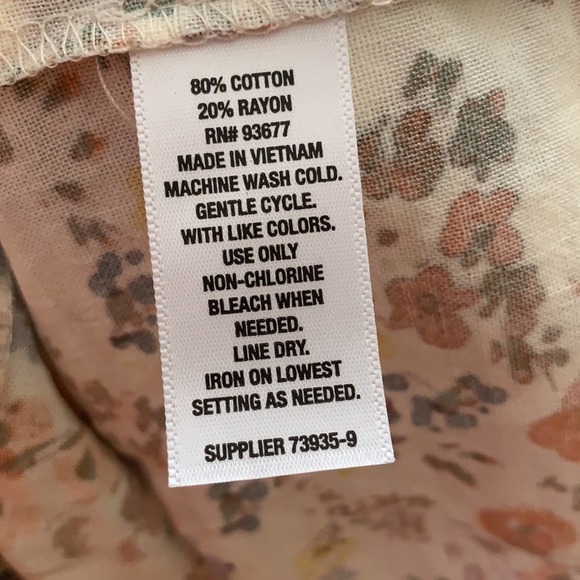 80% COTTON
20% RAYON
RN# 93677
MADE IN VIETNAM
MACHINE WASH COLD.
GENTLE CYCLE.
WITH LIKE COLORS.
USE ONLY
NON-CHLORINE
BLEACH WHEN
NEEDED.
LINE DRY.
IRON ON LOWEST
SETTING AS NEEDED.
SUPPLIER 73935-9